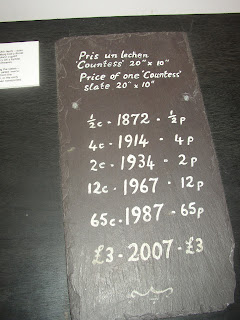 Pris un lechen
'Countess' 20" x 10"
Price of one 'Countess'
slate 20" x 10"
½c - 1872 - ½p
4c - 1914 - 4p
2c - 1934 - 2p
12c - 1967 - 12p
65c - 1987 - 65p
£3 - 2007 - £3